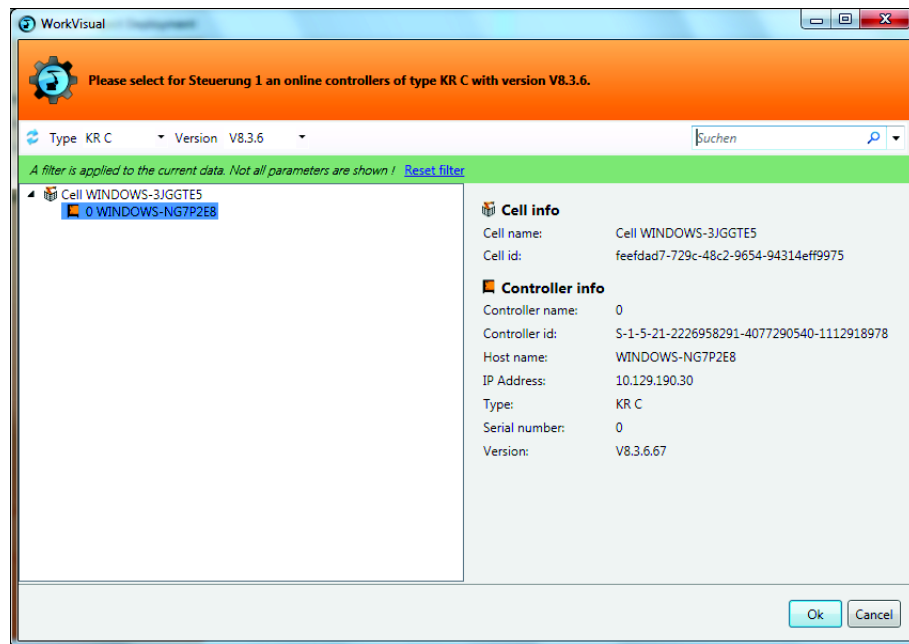 WorkVisual
Please select for Steuerung 1 an online controllers of type KR C with version V8.3.6.
Type KR C Version V8.3.6 Suchen
A filter is applied to the current data. Not all parameters are shown ! Reset filter
Cell WINDOWS-3JGGTE5
0 WINDOWS-NG7P2E8
Cell info
Cell name: Cell WINDOWS-3JGGTE5
Cell id: feefdad7-729c-48c2-9654-94314eff9975
Controller info
Controller name: 0
Controller id: S-1-5-21-2226958291-4077290540-1112918978
Host name: WINDOWS-NG7P2E8
IP Address: 10.129.190.30
Type: KR C
Serial number: 0
Version: V8.3.6.67
Ok Cancel